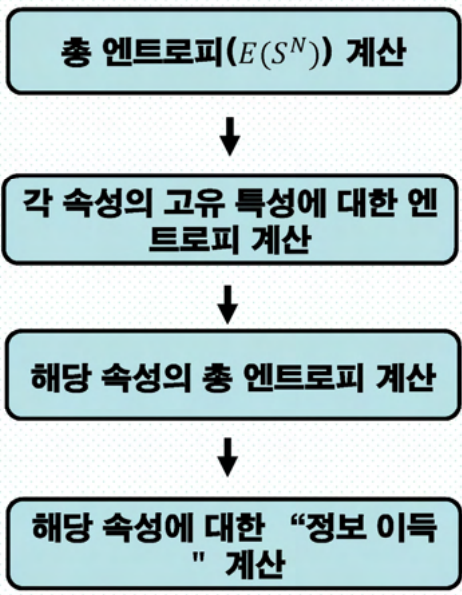 총 엔트로피(E(S^N)) 계산
각 속성의 고유 특성에 대한 엔
트로피 계산
해당 속성의 총 엔트로피 계산
해당 속성에 대한 “정보 이득
" 계산